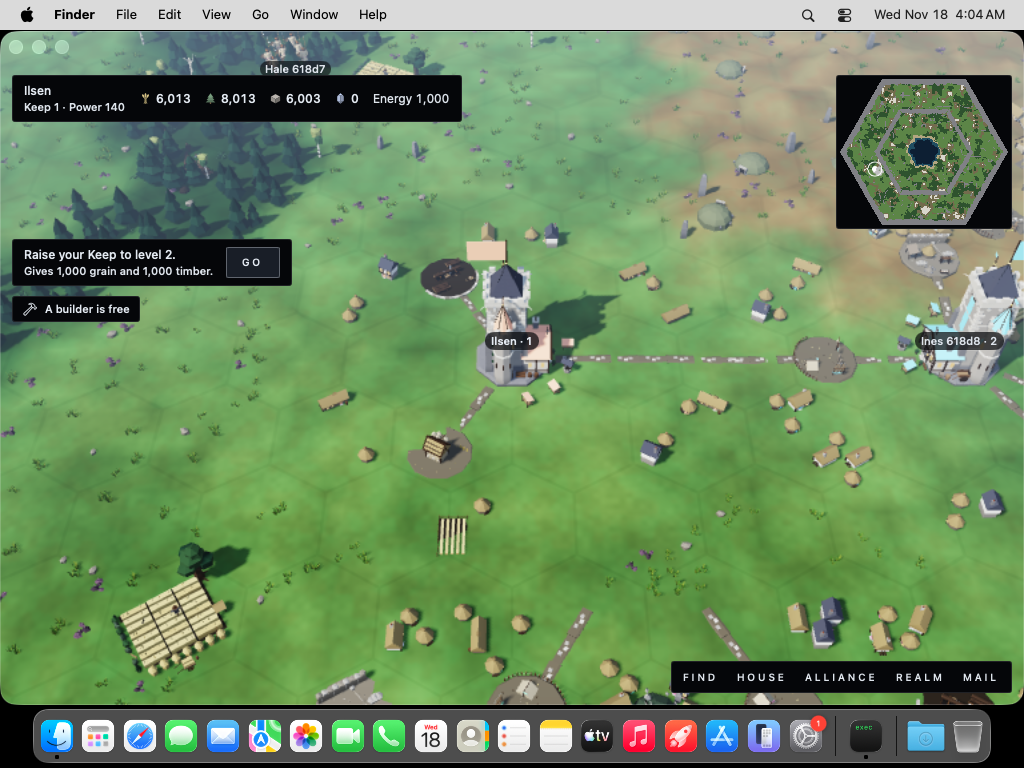 Finder File Edit View Go Window Help Wed Nov 18 4:04 AM
Hale 618d7
Ilsen
Keep 1 · Power 140
6,013 8,013 6,003 0 Energy 1,000
Raise your Keep to level 2.
Gives 1,000 grain and 1,000 timber.
GO
A builder is free
Ilsen · 1
Ines 618d8 · 2
FIND HOUSE ALLIANCE REALM MAIL
Wed
18
tv
1
exec